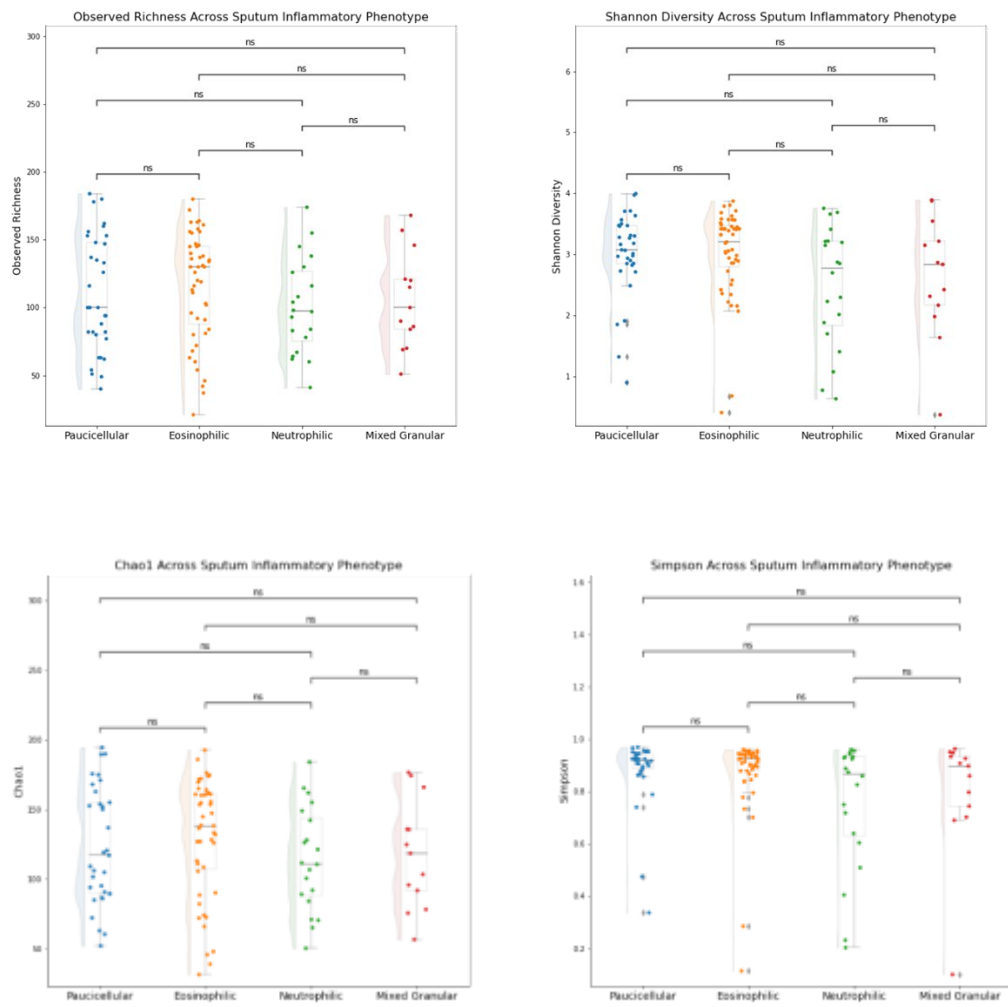 Observed Richness Across Sputum Inflammatory Phenotype
300
250
200
150
100
50
Observed Richness
ns
ns
ns
ns
ns
ns
Paucicellular Eosinophilic Neutrophilic Mixed Granular
Shannon Diversity Across Sputum Inflammatory Phenotype
6
5
4
3
2
1
Shannon Diversity
ns
ns
ns
ns
ns
ns
Paucicellular Eosinophilic Neutrophilic Mixed Granular
Chao1 Across Sputum Inflammatory Phenotype
300
250
200
150
100
50
Chao1
ns
ns
ns
ns
ns
ns
Paucicellular Eosinophilic Neutrophilic Mixed Granular
Simpson Across Sputum Inflammatory Phenotype
1.6
1.4
1.2
1.0
0.8
0.6
0.4
0.2
Simpson
ns
ns
ns
ns
ns
ns
Paucicellular Eosinophilic Neutrophilic Mixed Granular